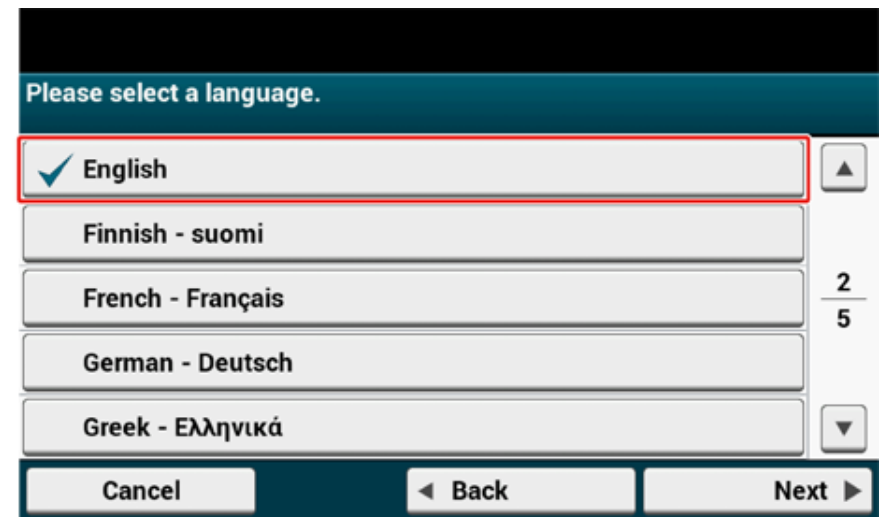 Please select a language.
English
Finnish - suomi
French - Français
German - Deutsch
Greek - Ελληνικά
2
5
Cancel
Back
Next